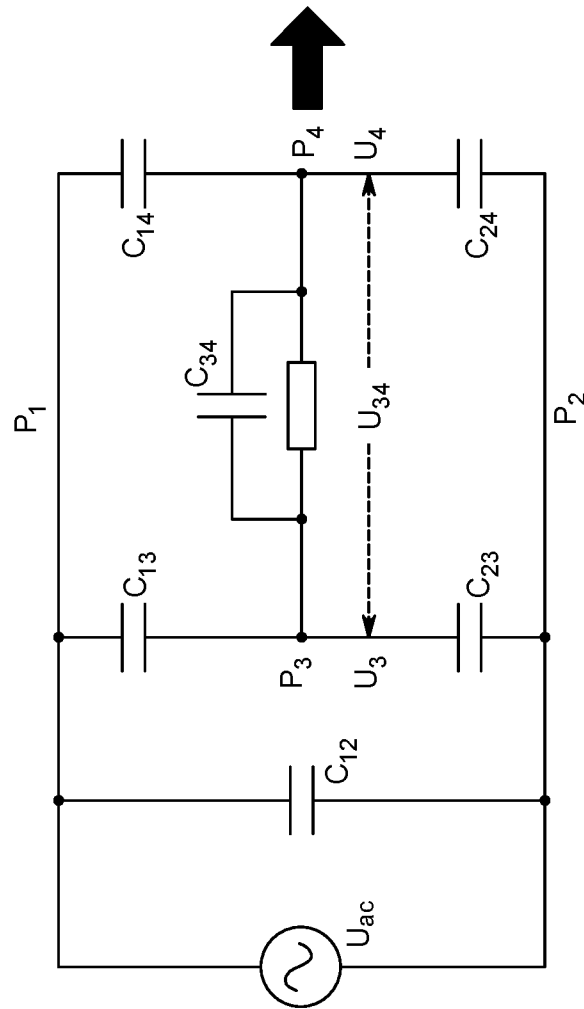 P₁
C₁₃ C₁₄
C₃₄
P₃ P₄
C₁₂
Uac U₃ U₃₄ U₄
C₂₃ C₂₄
P₂